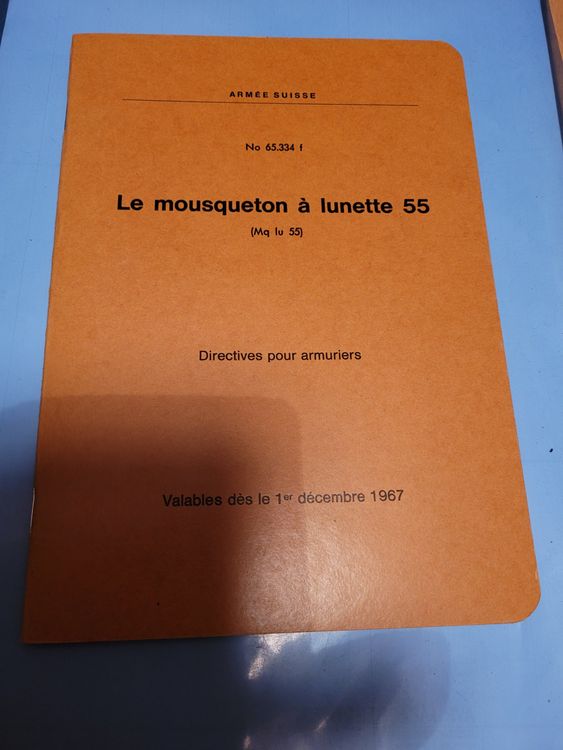 ARMÉE SUISSE
No 65.334 f
Le mousqueton à lunette 55
(Mq lu 55)
Directives pour armuriers
Valables dès le 1er décembre 1967